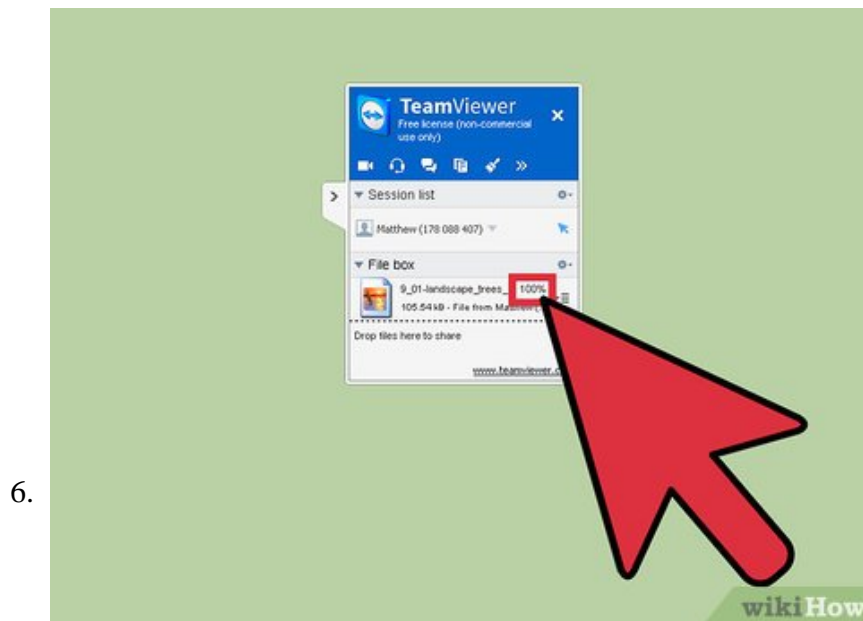 TeamViewer
Free license (non-commercial
use only)
Session list
Matthew (178 088 407)
File box
9_01-landscape_trees_ 100%
105.54 kB - File from
Drop files here to share
www.teamviewer.
6.
wikiHow